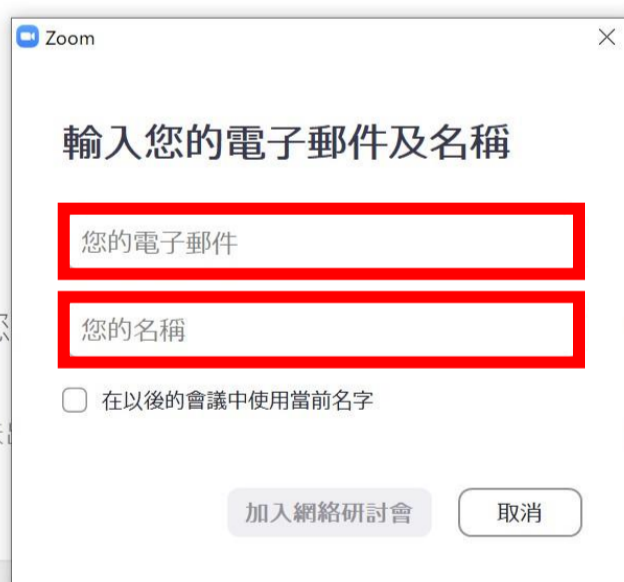 Zoom
輸入您的電子郵件及名稱
您的電子郵件
您的名稱
在以後的會議中使用當前名字
加入網絡研討會
取消